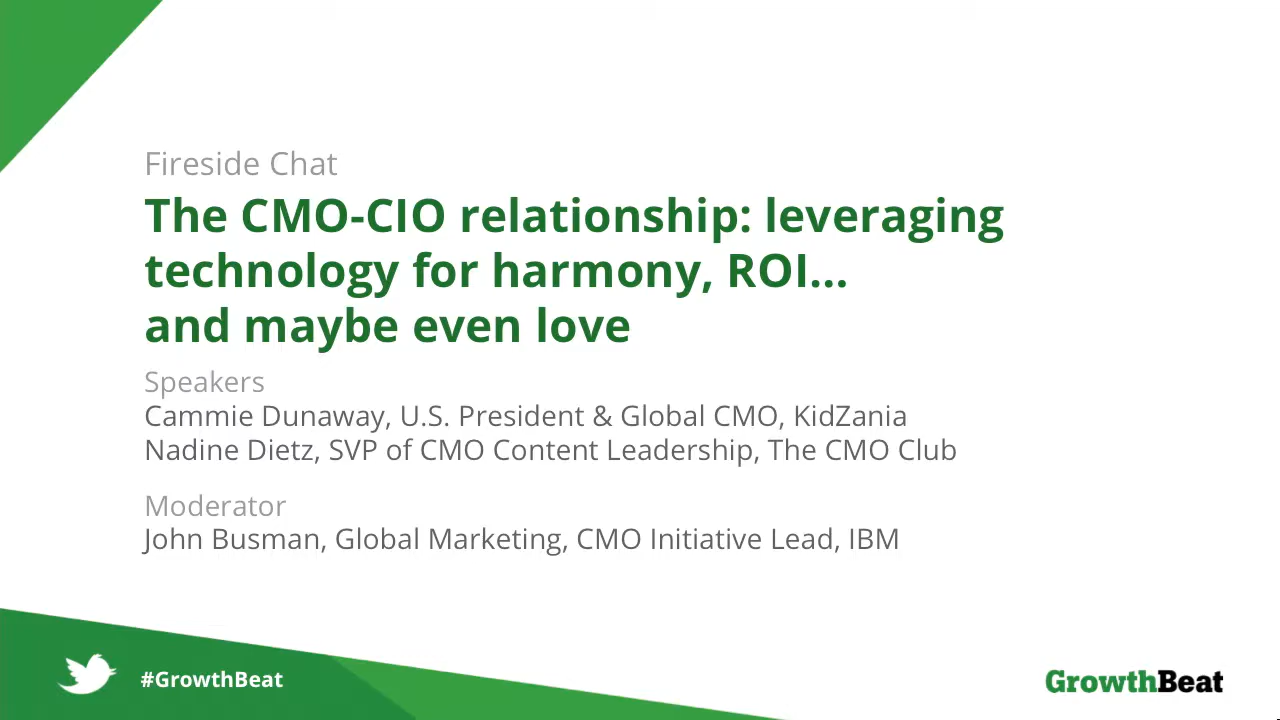 Fireside Chat
The CMO-CIO relationship: leveraging
technology for harmony, ROI...
and maybe even love
Speakers
Cammie Dunaway, U.S. President & Global CMO, KidZania
Nadine Dietz, SVP of CMO Content Leadership, The CMO Club
Moderator
John Busman, Global Marketing, CMO Initiative Lead, IBM
#GrowthBeat
GrowthBeat